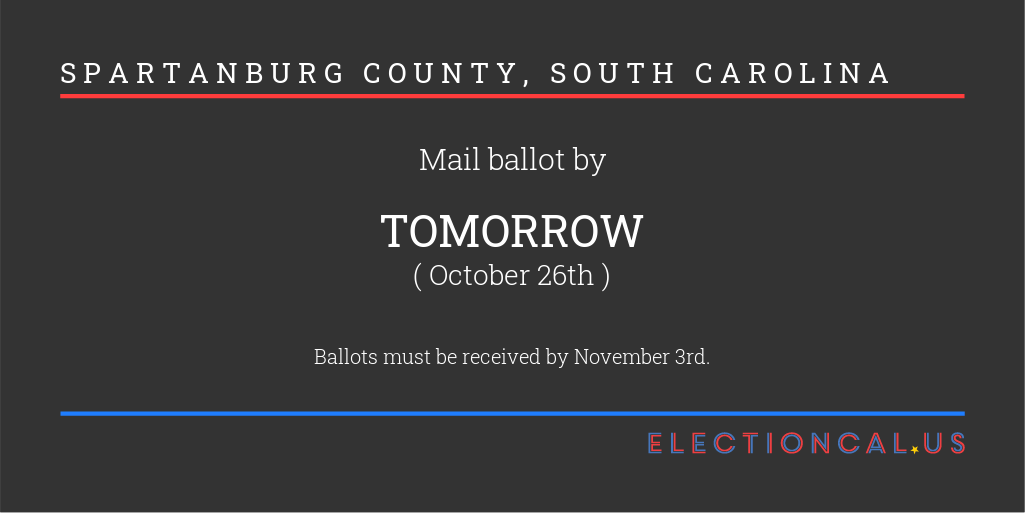 SPARTANBURG COUNTY, SOUTH CAROLINA
Mail ballot by
TOMORROW
( October 26th )
Ballots must be received by November 3rd.
ELECTIONCAL.US